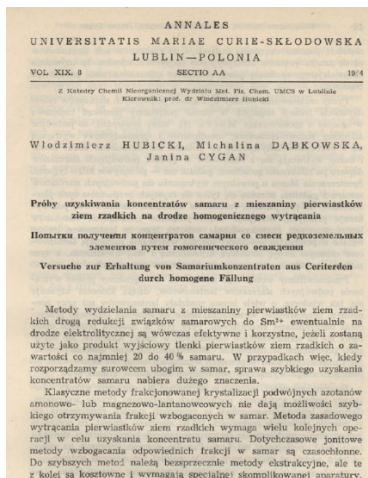 ANNALES
UNIVERSITATIS MARIAE CURIE-SKŁODOWSKA
LUBLIN—POLONIA
VOL. XIX, 8 SECTIO AA 1964
Z Katedry Chemii Nieorganicznej Wydziału Mat. Fiz. Chem. UMCS w Lublinie
Kierownik: prof. dr Włodzimierz Hubicki
Włodzimierz HUBICKI, Michalina DĄBKOWSKA,
Janina CYGAN
Próby uzyskiwania koncentratów samaru z mieszaniny pierwiastków
ziem rzadkich na drodze homogenicznego wytrącania
Попытки получения концентратов самария со смеси редкоземельных
элементов путем гомогенического осаждения
Versuche zur Erhaltung von Samariumkonzentraten aus Ceriterden
durch homogene Fällung
Metody wydzielania samaru z mieszaniny pierwiastków ziem rzad-
kich drogą redukcji związków samarowych do Sm²⁺ ewentualnie na
drodze elektrolitycznej są wówczas efektywne i korzystne, jeżeli zostaną
użyte jako produkt wyjściowy tlenki pierwiastków ziem rzadkich o za-
wartości co najmniej 20 do 40% samaru. W przypadkach więc, kiedy
rozporządzamy surowcem ubogim w samar, sprawa szybkiego uzyskania
koncentratów samaru nabiera dużego znaczenia.
Klasyczne metody frakcjonowanej krystalizacji podwójnych azotanów
amonowo- lub magnezowo-lantanowcowych nie dają możliwości szyb-
kiego otrzymywania frakcji wzbogaconych w samar. Metoda zasadowego
wytrącania pierwiastków ziem rzadkich wymaga wielu kolejnych ope-
racji w celu uzyskania koncentratu samaru. Dotychczasowe jonitowe
metody wzbogacania odpowiednich frakcji w samar są czasochłonne.
Do szybszych metod należą bezsprzecznie metody ekstrakcyjne, ale te
z kolei są kosztowne i wymagają specjalnej skomplikowanej aparatury.